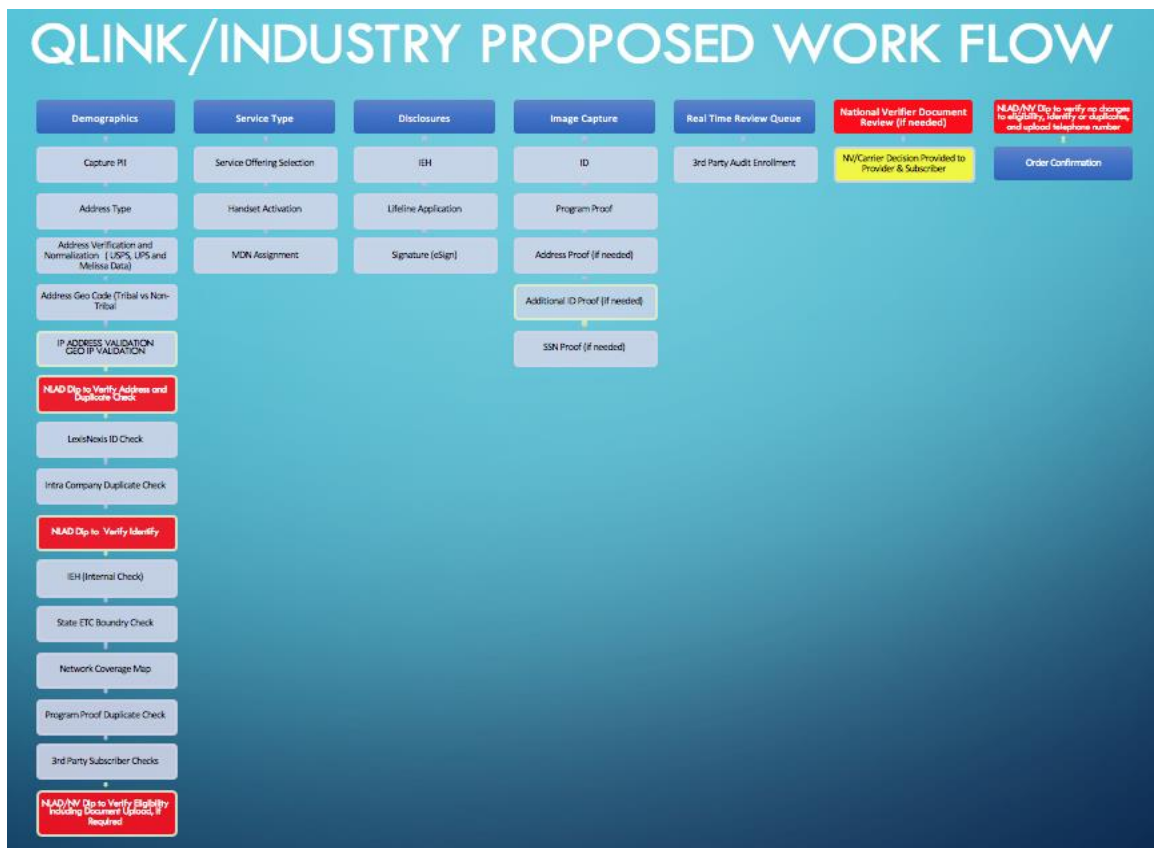 QLINK/INDUSTRY PROPOSED WORK FLOW
Demographics
Capture PII
Address Type
Address Verification and
Normalization ( USPS, UPS and
Melissa Data)
Address Geo Code (Tribal vs Non-
Tribal
IP ADDRESS VALIDATION
GEO IP VALIDATION
NLAD Dip to Verify Address and
Duplicate Check
LexisNexis ID Check
Intra Company Duplicate Check
NLAD Dip to Verify Identify
IEH (Internal Check)
State ETC Boundry Check
Network Coverage Map
Program Proof Duplicate Check
3rd Party Subscriber Checks
NLAD/NV Dip to Verify Eligibility
Including Document Upload, If
Required
Service Type
Service Offering Selection
Handset Activation
MDN Assignment
Disclosures
IEH
Lifeline Application
Signature (eSign)
Image Capture
ID
Program Proof
Address Proof (if needed)
Additional ID Proof (if needed)
SSN Proof (if needed)
Real Time Review Queue
3rd Party Audit Enrollment
National Verifier Document
Review (if needed)
NV/Carrier Decision Provided to
Provider & Subscriber
NLAD/NV Dip to verify no changes
to eligibility, identify or duplicates,
and upload telephone number
Order Confirmation